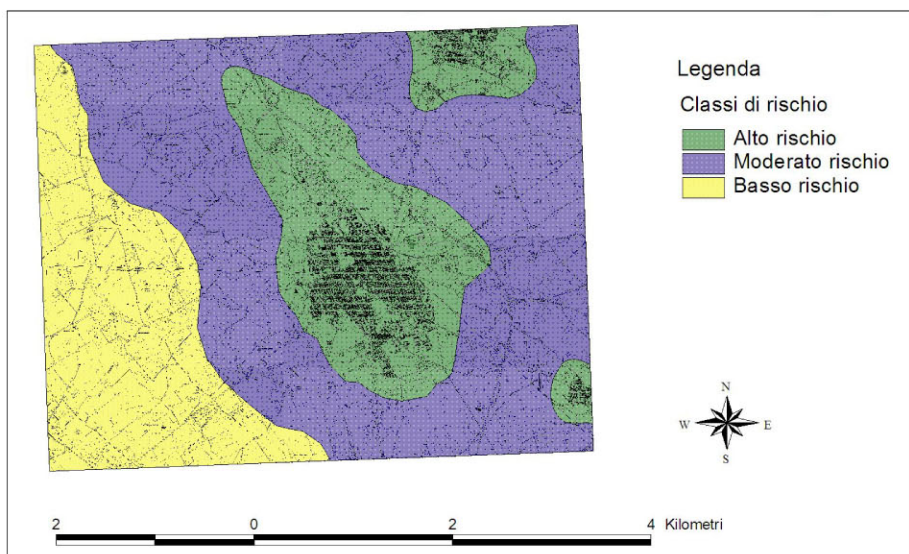 Legenda
Classi di rischio
Alto rischio
Moderato rischio
Basso rischio
N
W E
S
2 0 2 4 Kilometri